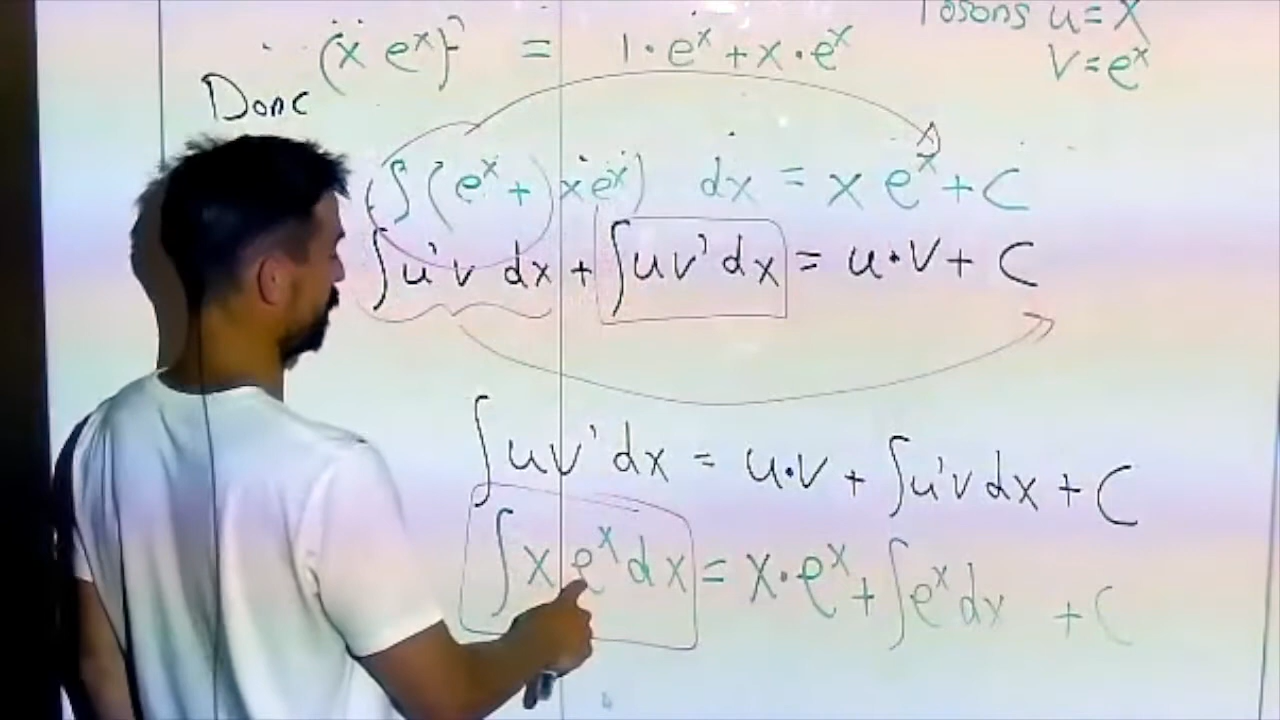 Posons u = x
v = e^x
(x e^x)' = 1 · e^x + x · e^x
Donc
∫ (e^x + x e^x) dx = x e^x + C
∫ u'v dx + ∫ uv' dx = u · v + C
∫ uv' dx = u · v + ∫ u'v dx + C
∫ x e^x dx = x · e^x + ∫ e^x dx + C